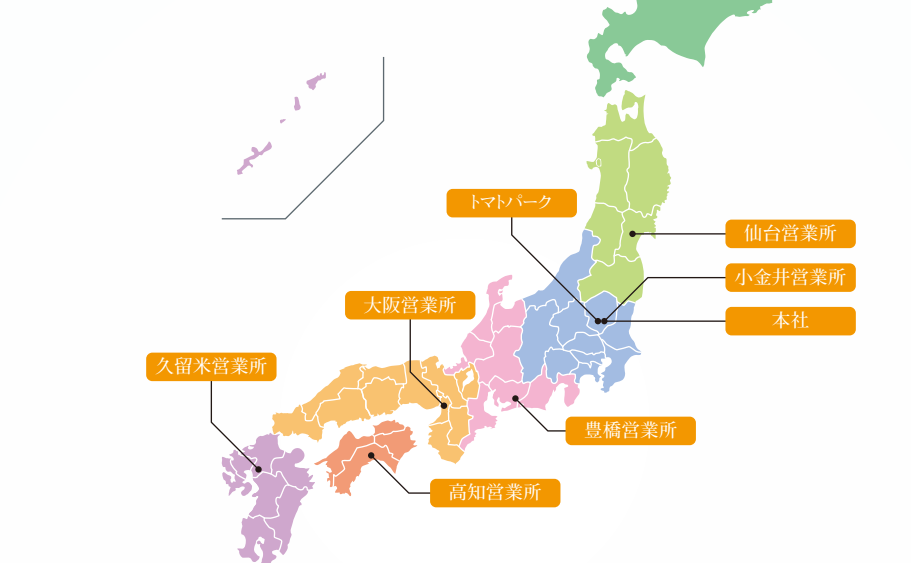 トマトパーク
仙台営業所
小金井営業所
大阪営業所
本社
久留米営業所
豊橋営業所
高知営業所